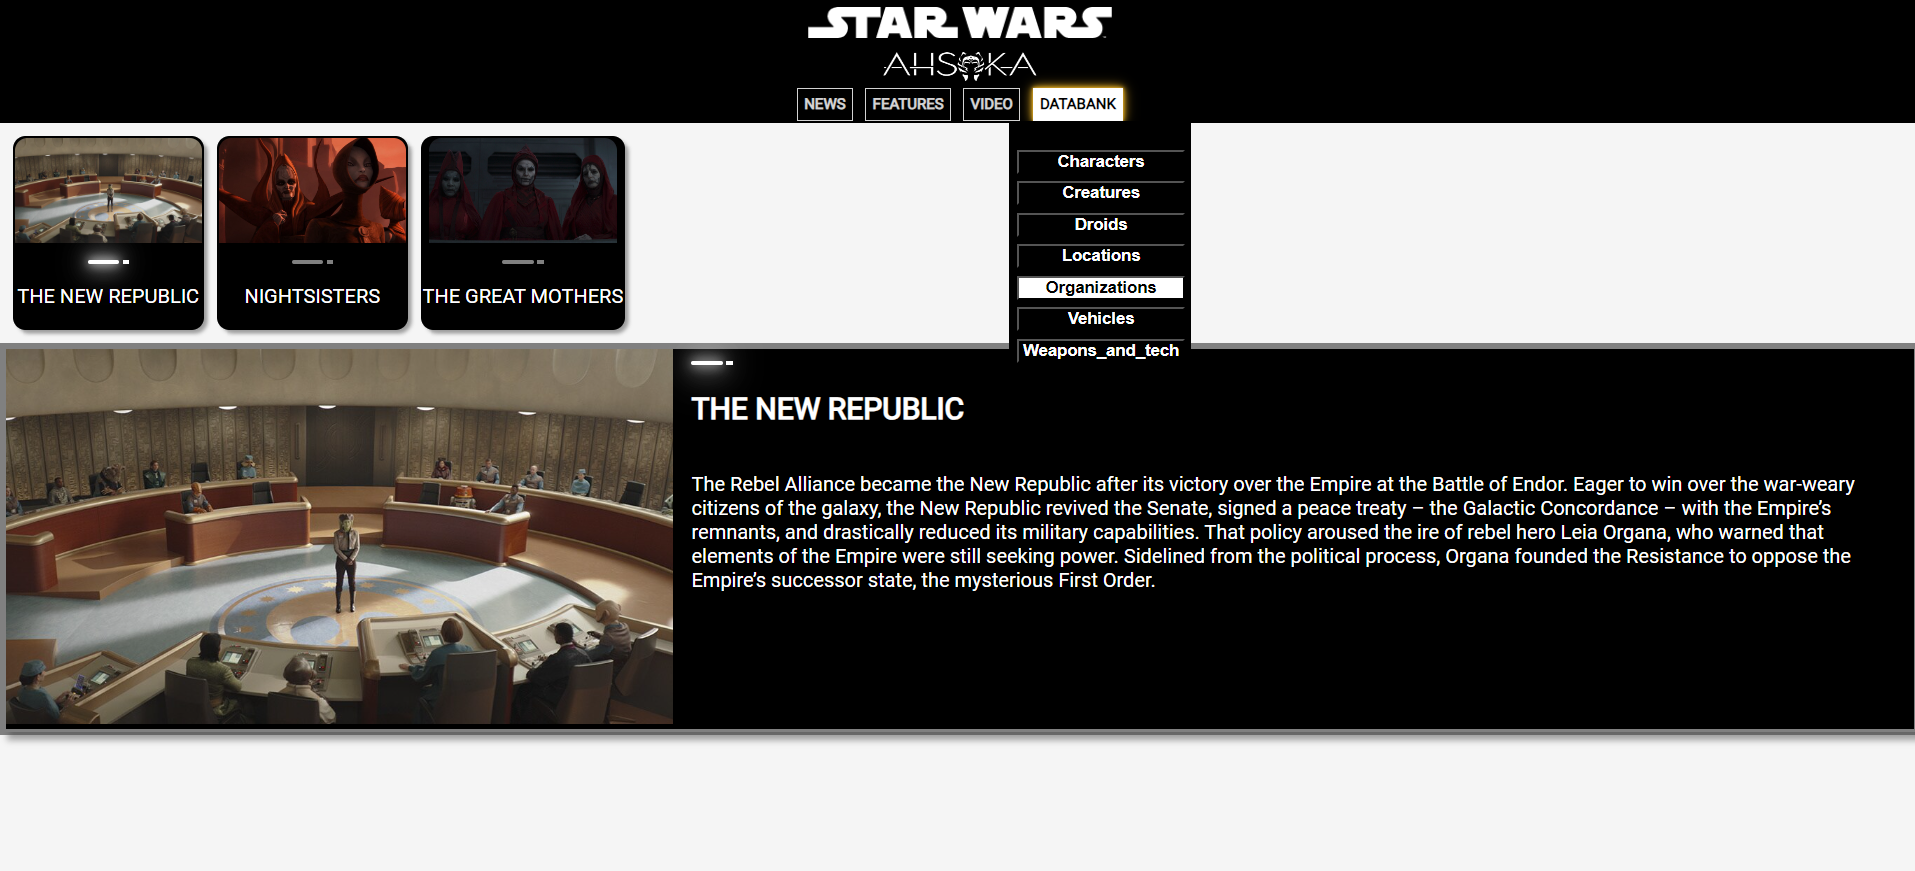 STAR WARS
AHSOKA
NEWS FEATURES VIDEO DATABANK
Characters
Creatures
Droids
Locations
Organizations
Vehicles
Weapons_and_tech
THE NEW REPUBLIC
NIGHTSISTERS
THE GREAT MOTHERS
THE NEW REPUBLIC
The Rebel Alliance became the New Republic after its victory over the Empire at the Battle of Endor. Eager to win over the war-weary
citizens of the galaxy, the New Republic revived the Senate, signed a peace treaty – the Galactic Concordance – with the Empire’s
remnants, and drastically reduced its military capabilities. That policy aroused the ire of rebel hero Leia Organa, who warned that
elements of the Empire were still seeking power. Sidelined from the political process, Organa founded the Resistance to oppose the
Empire’s successor state, the mysterious First Order.